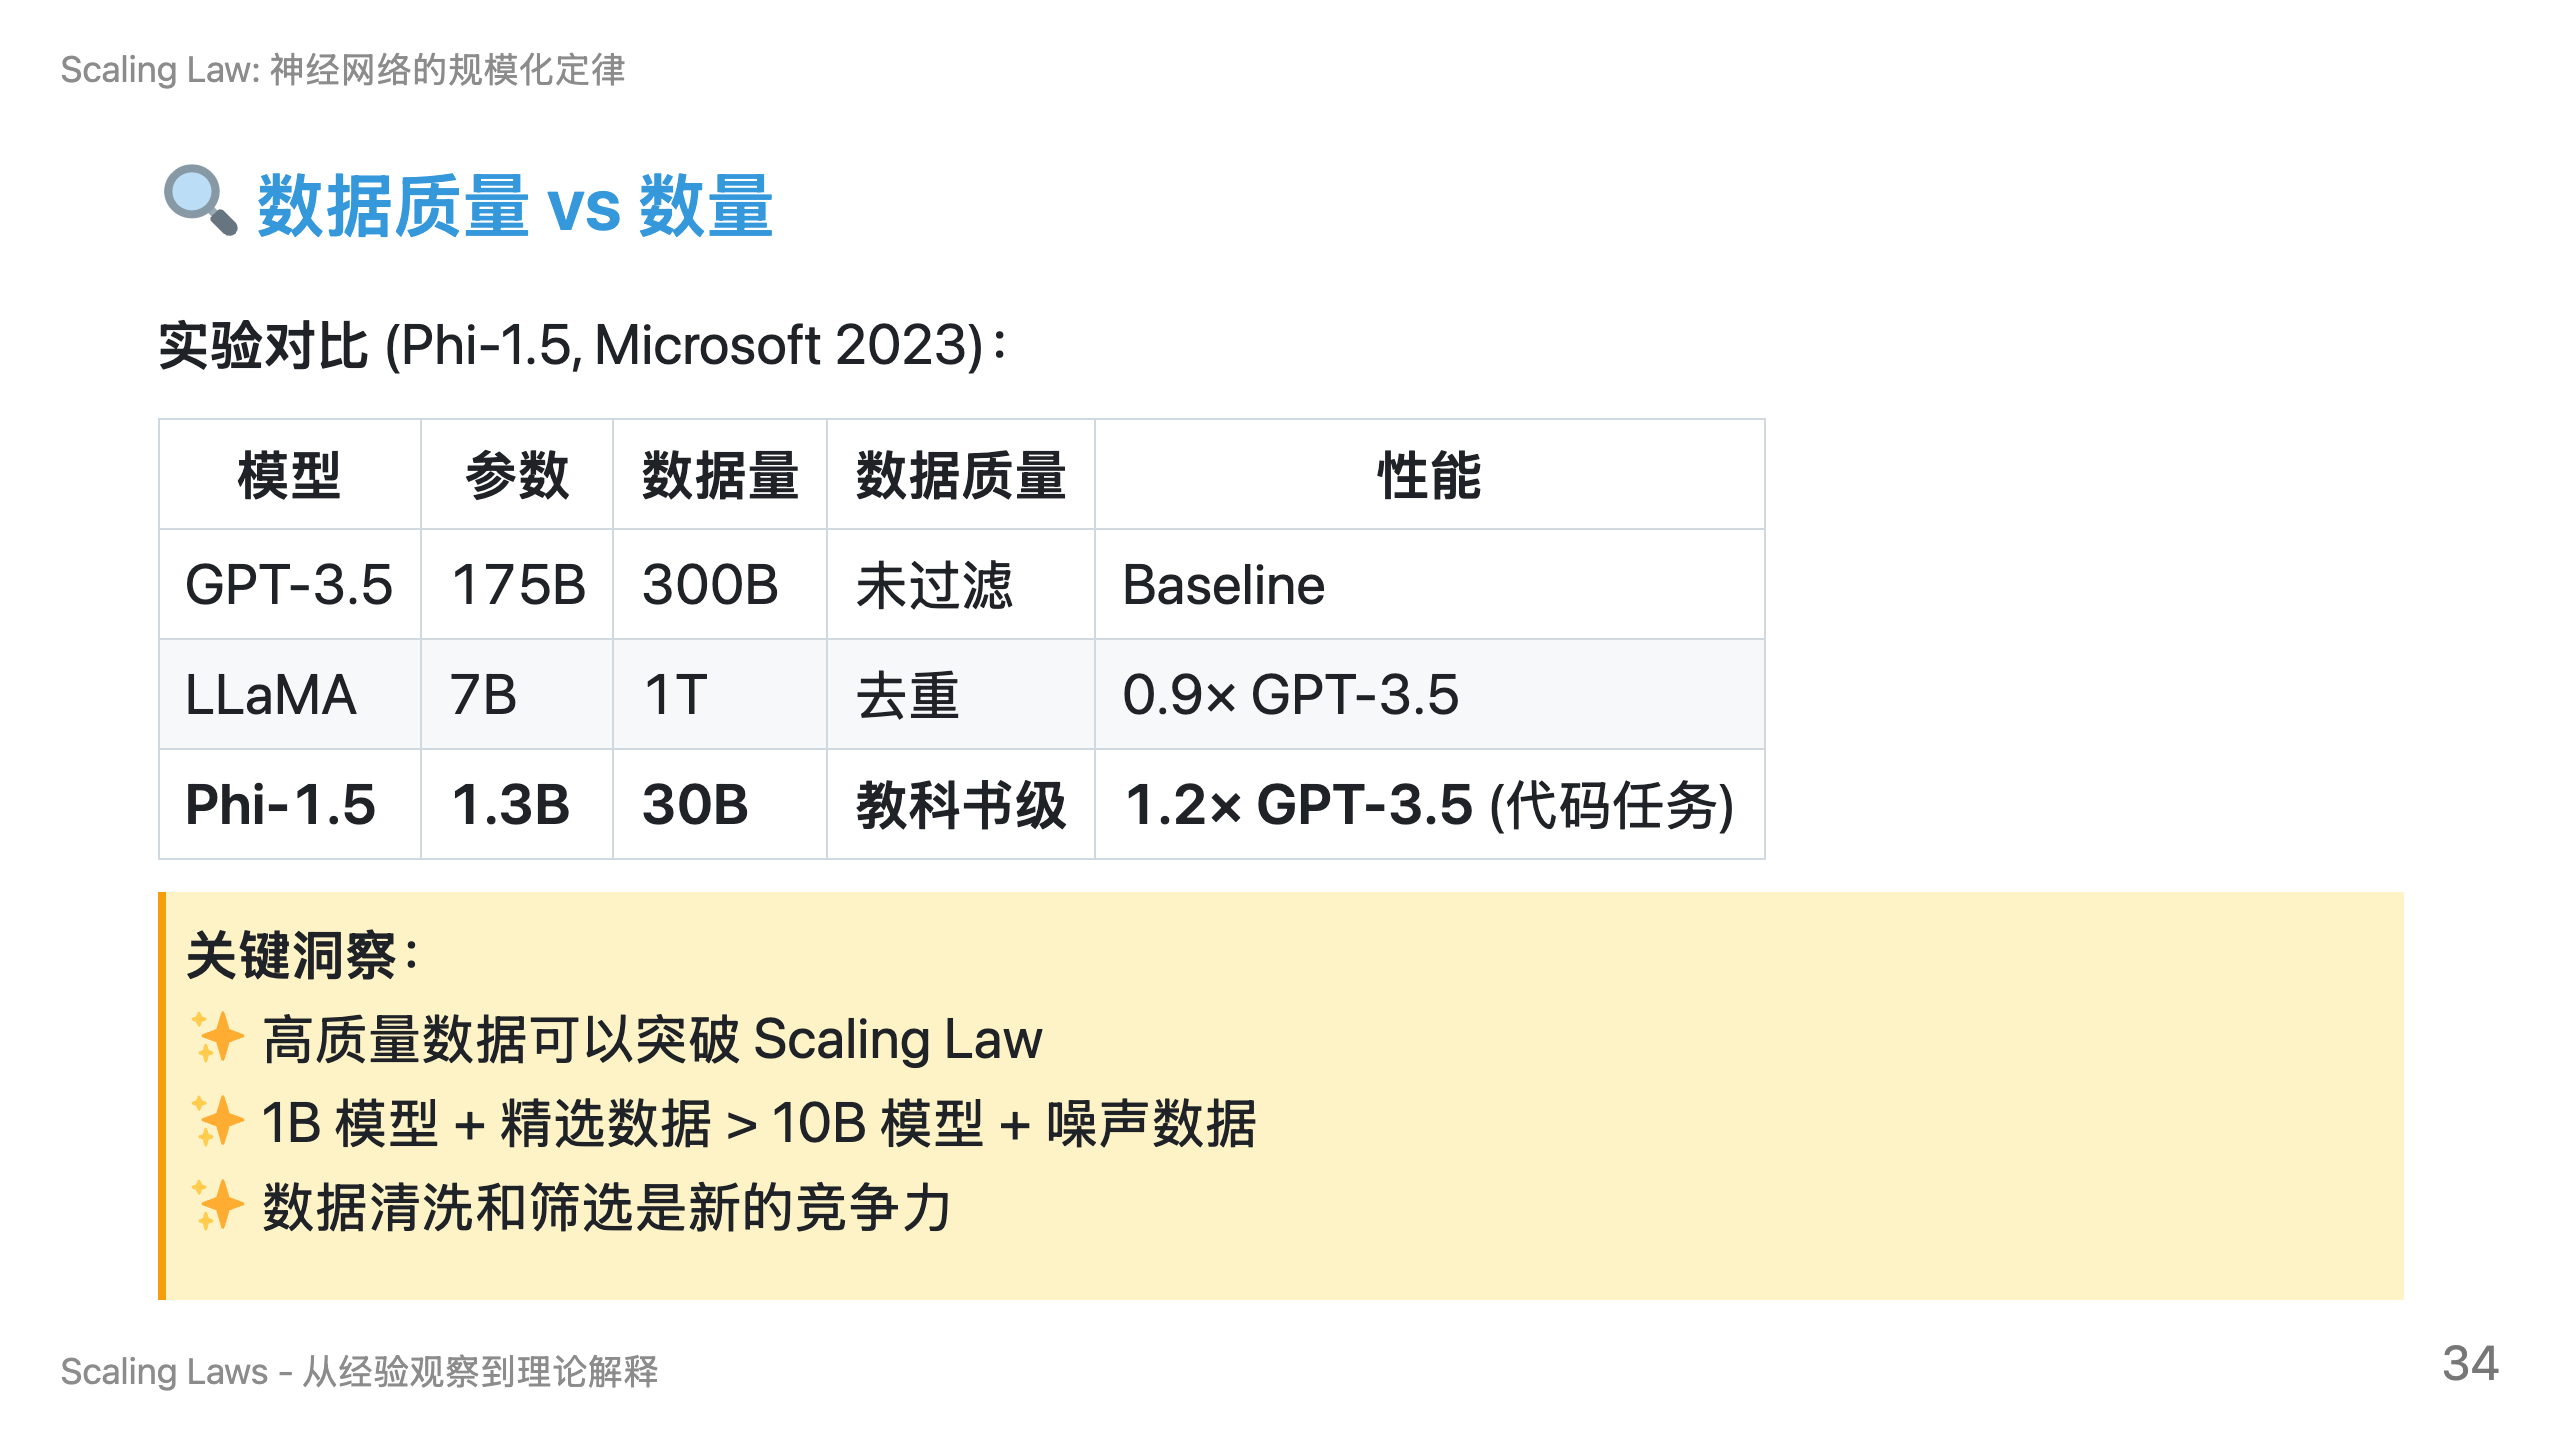 Scaling Law: 神经网络的规模化定律
🔍 数据质量 vs 数量
实验对比 (Phi-1.5, Microsoft 2023)：
模型 参数 数据量 数据质量 性能
GPT-3.5 175B 300B 未过滤 Baseline
LLaMA 7B 1T 去重 0.9× GPT-3.5
Phi-1.5 1.3B 30B 教科书级 1.2× GPT-3.5 (代码任务)
关键洞察：
✨ 高质量数据可以突破 Scaling Law
✨ 1B 模型 + 精选数据 > 10B 模型 + 噪声数据
✨ 数据清洗和筛选是新的竞争力
Scaling Laws - 从经验观察到理论解释
34